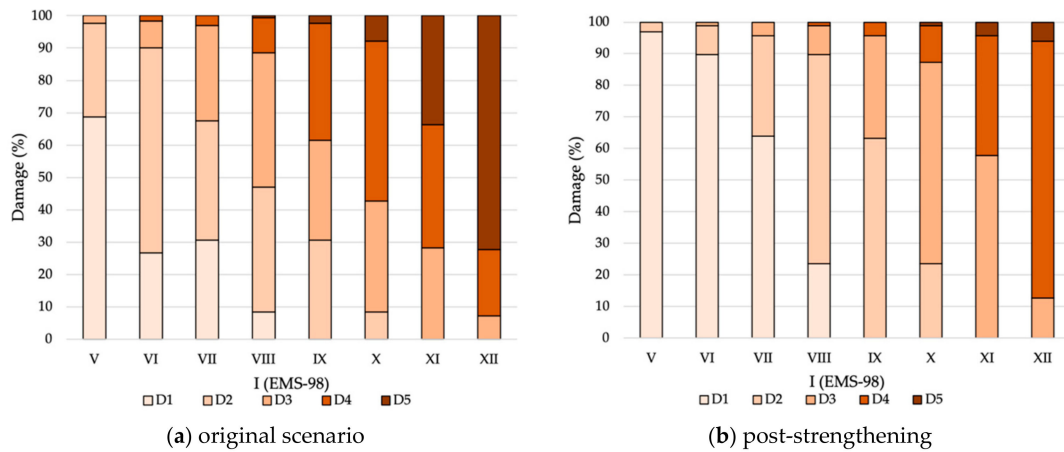 100
90
80
70
60
50
40
30
20
10
0
Damage (%)
V VI VII VIII IX X XI XII
I (EMS-98)
D1 D2 D3 D4 D5
(a) original scenario
100
90
80
70
60
50
40
30
20
10
0
Damage (%)
V VI VII VIII IX X XI XII
I (EMS-98)
D1 D2 D3 D4 D5
(b) post-strengthening